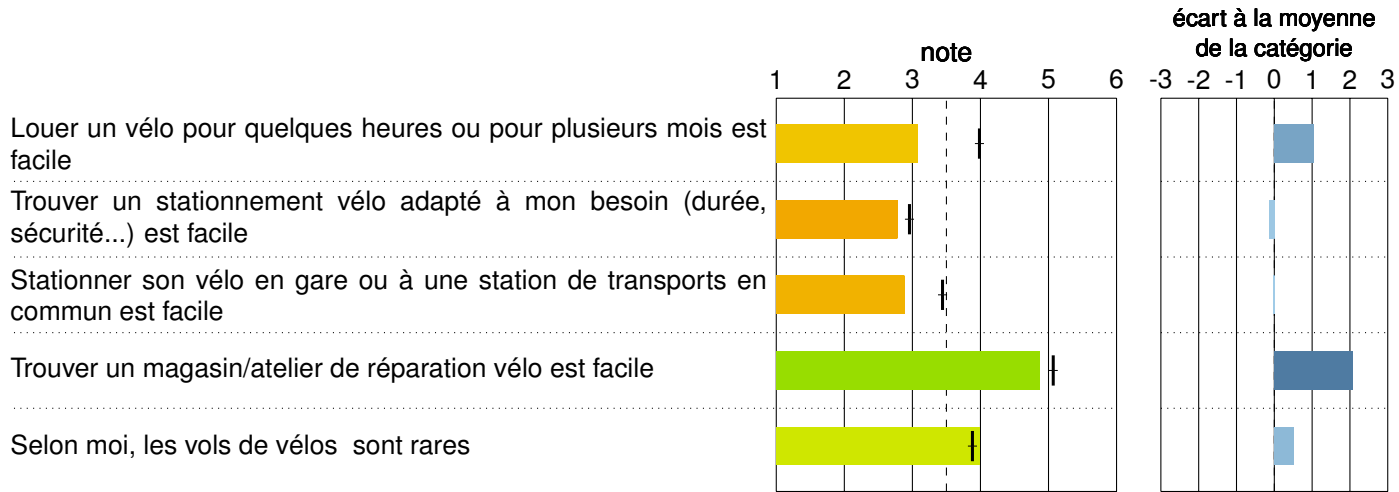 écart à la moyenne
note
de la catégorie
1 2 3 4 5 6 -3 -2 -1 0 1 2 3
Louer un vélo pour quelques heures ou pour plusieurs mois est
facile
Trouver un stationnement vélo adapté à mon besoin (durée,
sécurité...) est facile
Stationner son vélo en gare ou à une station de transports en
commun est facile
Trouver un magasin/atelier de réparation vélo est facile
Selon moi, les vols de vélos sont rares